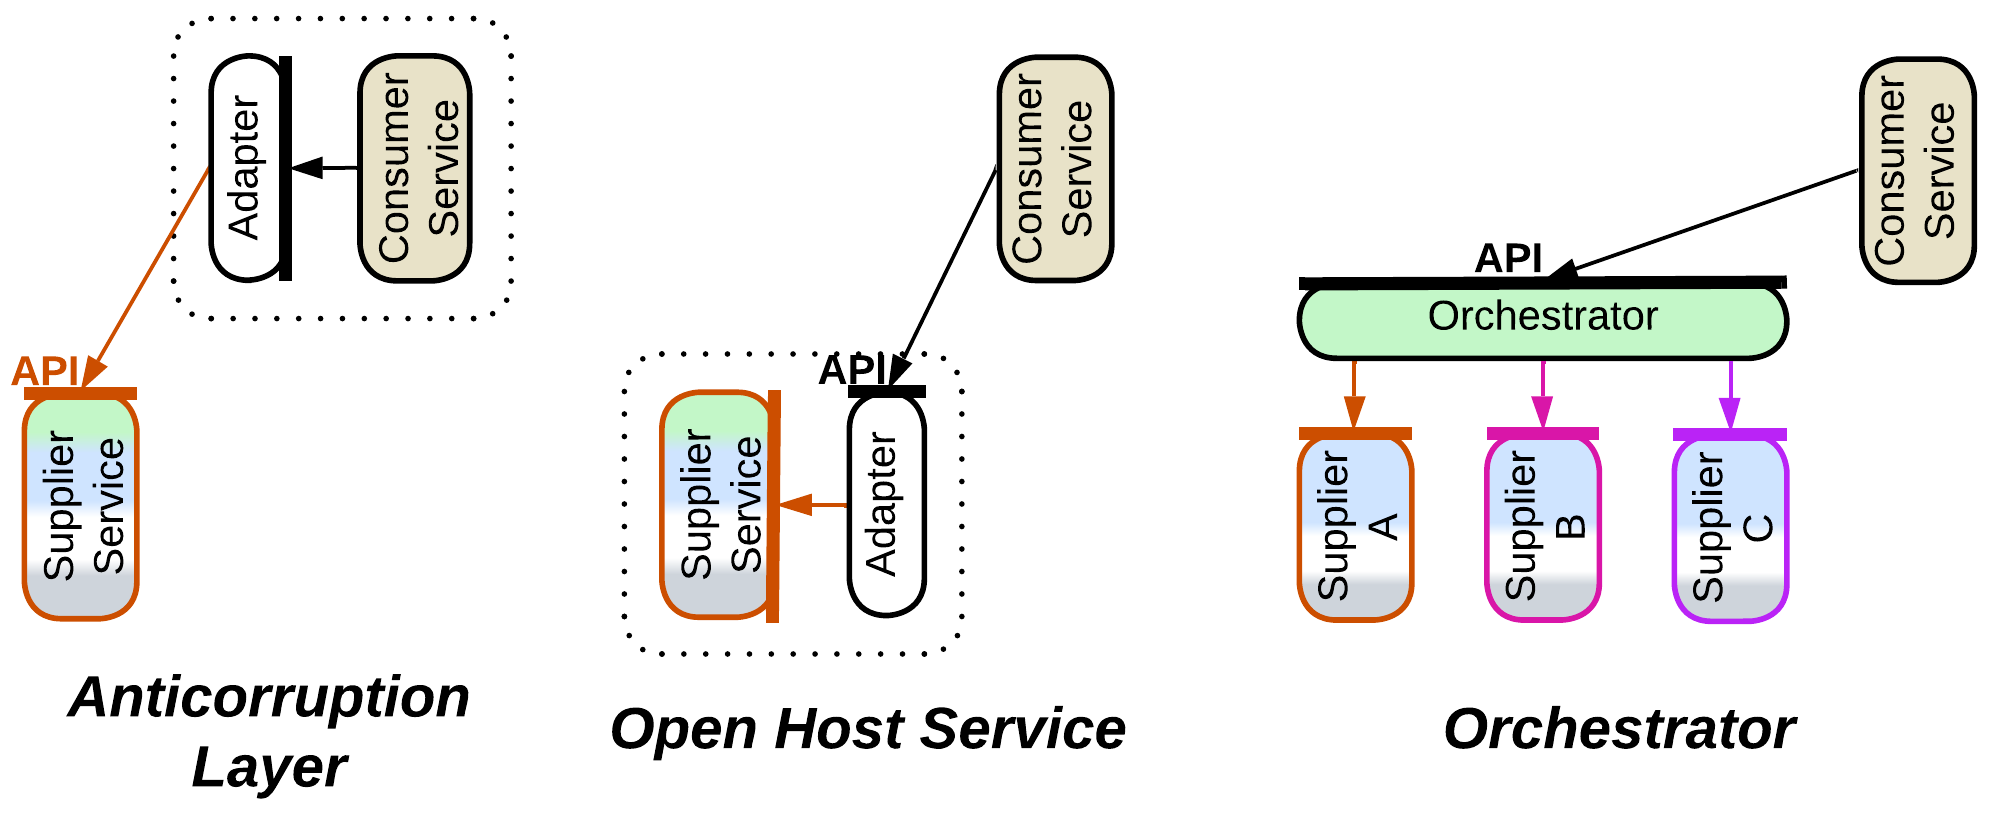 Adapter
Consumer
Service
API
Supplier
Service
Anticorruption
Layer
Consumer
Service
API
Supplier
Service
Adapter
Open Host Service
Consumer
Service
API
Orchestrator
Supplier
A
Supplier
B
Supplier
C
Orchestrator